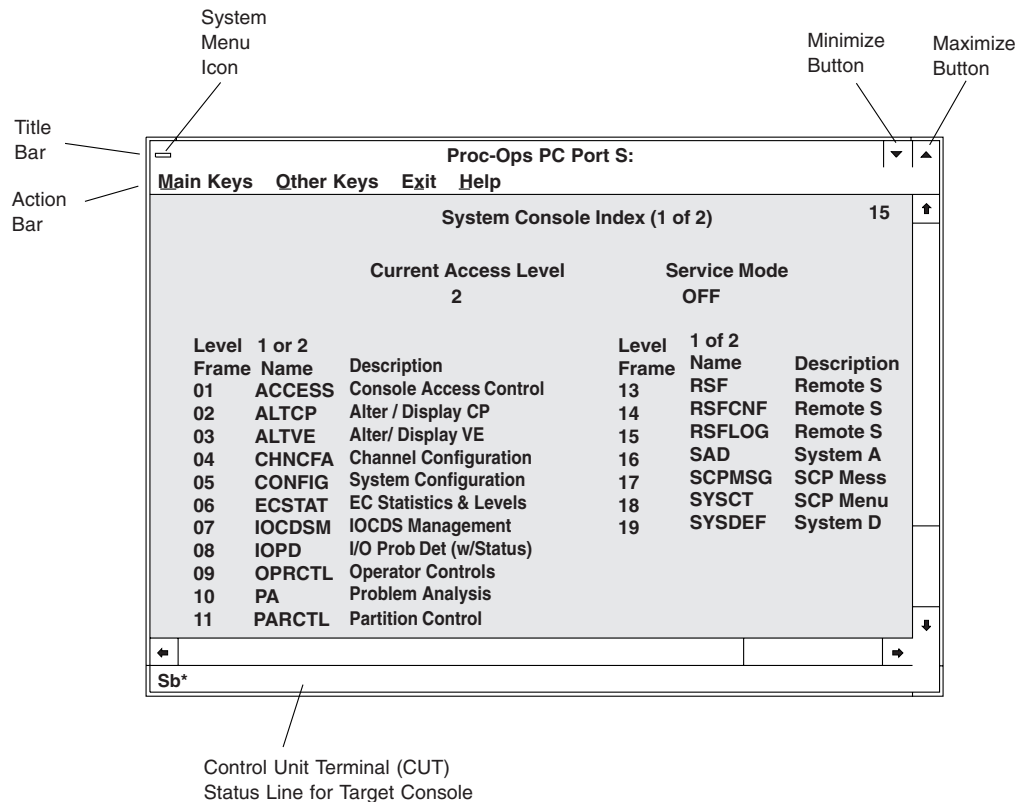 System
Menu
Icon
Minimize
Button
Maximize
Button
Title
Bar
Action
Bar
Proc-Ops PC Port S:
Main Keys Other Keys Exit Help
System Console Index (1 of 2) 15
Current Access Level Service Mode
2 OFF
Level 1 or 2
Frame Name Description
01 ACCESS Console Access Control
02 ALTCP Alter / Display CP
03 ALTVE Alter/ Display VE
04 CHNCFA Channel Configuration
05 CONFIG System Configuration
06 ECSTAT EC Statistics & Levels
07 IOCDSM IOCDS Management
08 IOPD I/O Prob Det (w/Status)
09 OPRCTL Operator Controls
10 PA Problem Analysis
11 PARCTL Partition Control
Level 1 of 2
Frame Name Description
13 RSF Remote S
14 RSFCNF Remote S
15 RSFLOG Remote S
16 SAD System A
17 SCPMSG SCP Mess
18 SYSCT SCP Menu
19 SYSDEF System D
Sb*
Control Unit Terminal (CUT)
Status Line for Target Console